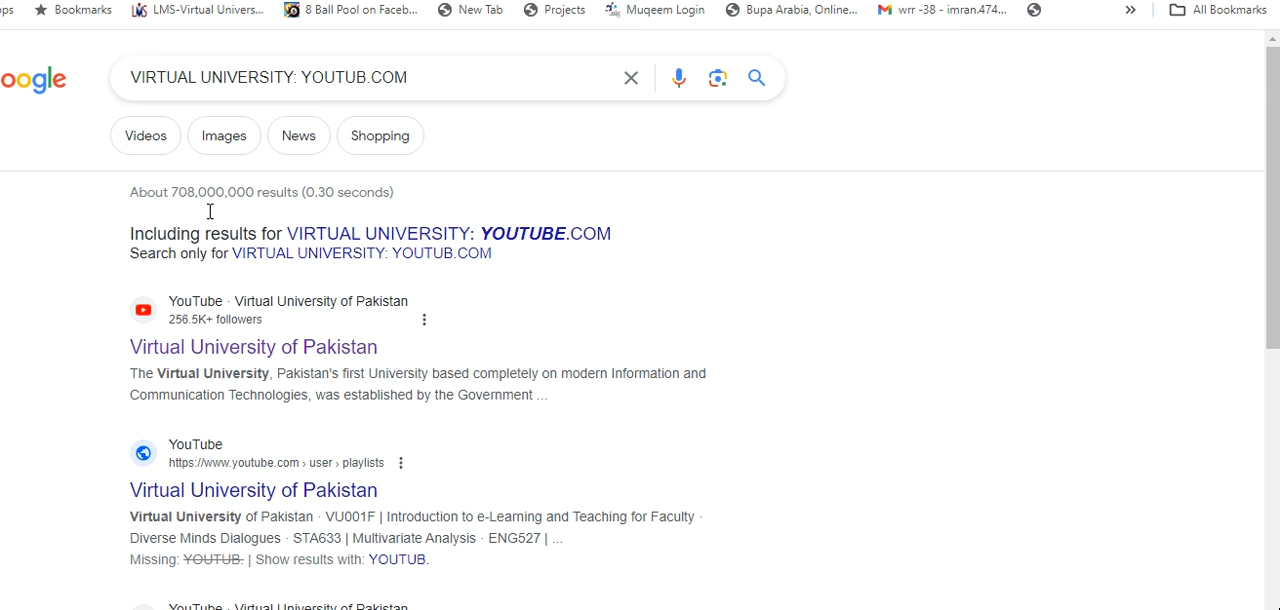 ps Bookmarks LMS-Virtual Univers... 8 Ball Pool on Faceb... New Tab Projects Muqeem Login Bupa Arabia, Online... wrr -38 - imran.474... » All Bookmarks
oogle VIRTUAL UNIVERSITY: YOUTUB.COM
Videos Images News Shopping
About 708,000,000 results (0.30 seconds)
Including results for VIRTUAL UNIVERSITY: YOUTUBE.COM
Search only for VIRTUAL UNIVERSITY: YOUTUB.COM
YouTube · Virtual University of Pakistan
256.5K+ followers
Virtual University of Pakistan
The Virtual University, Pakistan's first University based completely on modern Information and
Communication Technologies, was established by the Government ...
YouTube
https://www.youtube.com › user › playlists
Virtual University of Pakistan
Virtual University of Pakistan · VU001F | Introduction to e-Learning and Teaching for Faculty ·
Diverse Minds Dialogues · STA633 | Multivariate Analysis · ENG527 | ...
Missing: YOUTUB. | Show results with: YOUTUB.
YouTube · Virtual University of Pakistan